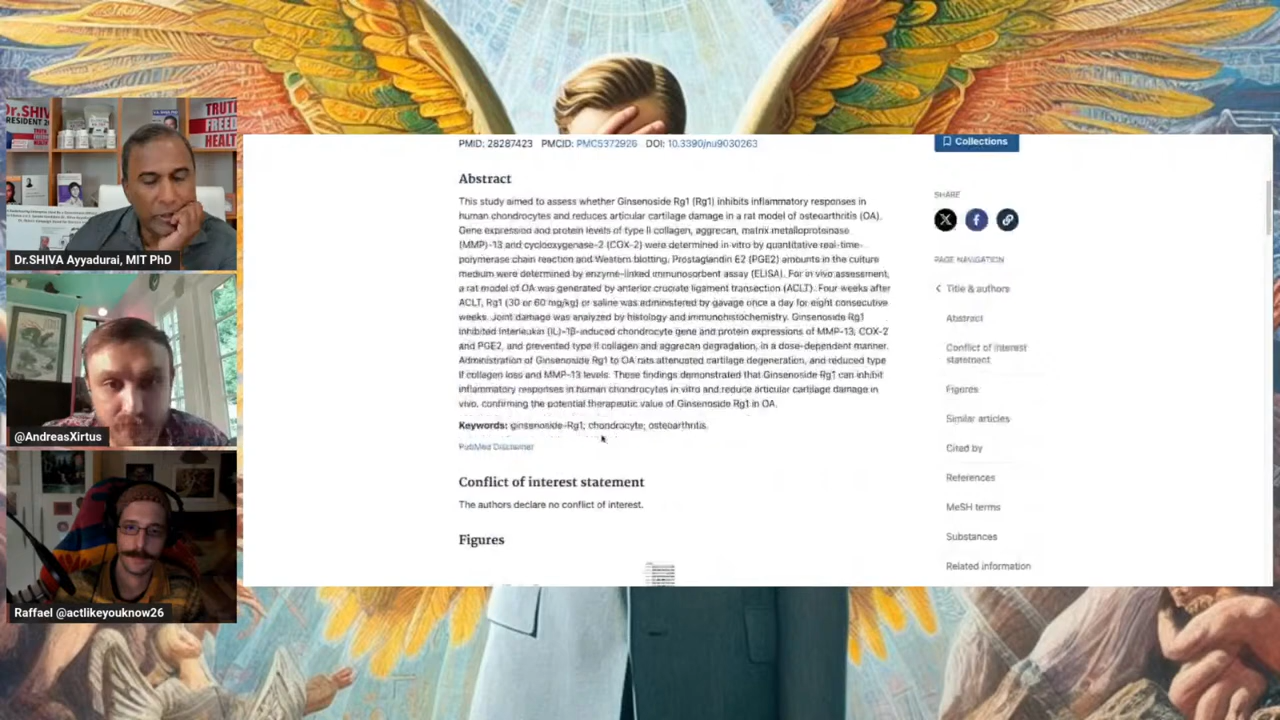 Dr.SHIVA
PRESIDENT 20
TRUTH
FREED
HEALT
Dr.SHIVA Ayyadurai, MIT PhD
@AndreasXirtus
Raffael @actlikeyouknow26
PMID: 28287423 PMCID: PMC5372926 DOI: 10.3390/nu9030263
Abstract
This study aimed to assess whether Ginsenoside Rg1 (Rg1) inhibits inflammatory responses in
human chondrocytes and reduces articular cartilage damage in a rat model of osteoarthritis (OA).
Gene expression and protein levels of type II collagen, aggrecan, matrix metalloproteinase
(MMP)-13 and cyclooxygenase-2 (COX-2) were determined in vitro by quantitative real-time-
polymerase chain reaction and Western blotting. Prostaglandin E2 (PGE2) amounts in the culture
medium were determined by enzyme-linked immunosorbent assay (ELISA). For in vivo assessment,
a rat model of OA was generated by anterior cruciate ligament transection (ACLT). Four weeks after
ACLT, Rg1 (30 or 60 mg/kg) or saline was administered by gavage once a day for eight consecutive
weeks. Joint damage was analyzed by histology and immunohistochemistry. Ginsenoside Rg1
inhibited Interleukin (IL)-1β-induced chondrocyte gene and protein expressions of MMP-13, COX-2
and PGE2, and prevented type II collagen and aggrecan degradation, in a dose-dependent manner.
Administration of Ginsenoside Rg1 to OA rats attenuated cartilage degeneration, and reduced type
II collagen loss and MMP-13 levels. These findings demonstrated that Ginsenoside Rg1 can inhibit
inflammatory responses in human chondrocytes in vitro and reduce articular cartilage damage in
vivo, confirming the potential therapeutic value of Ginsenoside Rg1 in OA.
Keywords: ginsenoside-Rg1; chondrocyte; osteoarthritis.
PubMed Disclaimer
Conflict of interest statement
The authors declare no conflict of interest.
Figures
Collections
SHARE
PAGE NAVIGATION
Title & authors
Abstract
Conflict of interest
statement
Figures
Similar articles
Cited by
References
MeSH terms
Substances
Related information